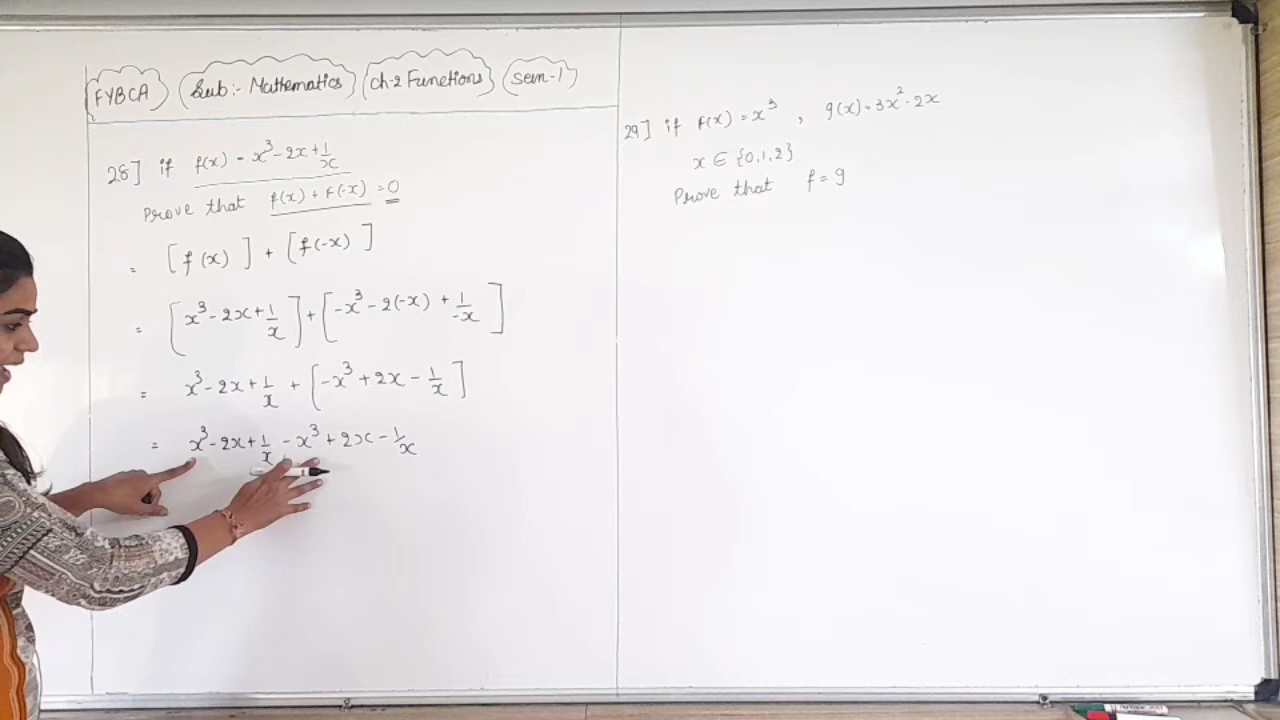 FYBCA Sub:- Mathematics Ch-2 Functions Sem-1
28] if f(x) = x³ - 2x + 1/x
Prove that f(x) + f(-x) = 0
= [f(x)] + [f(-x)]
= [x³ - 2x + 1/x] + [-x³ - 2(-x) + 1/-x]
= x³ - 2x + 1/x + [-x³ + 2x - 1/x]
= x³ - 2x + 1/x - x³ + 2x - 1/x
29] if f(x) = x³ , g(x) = 3x² - 2x
x ∈ {0,1,2}
Prove that f = g